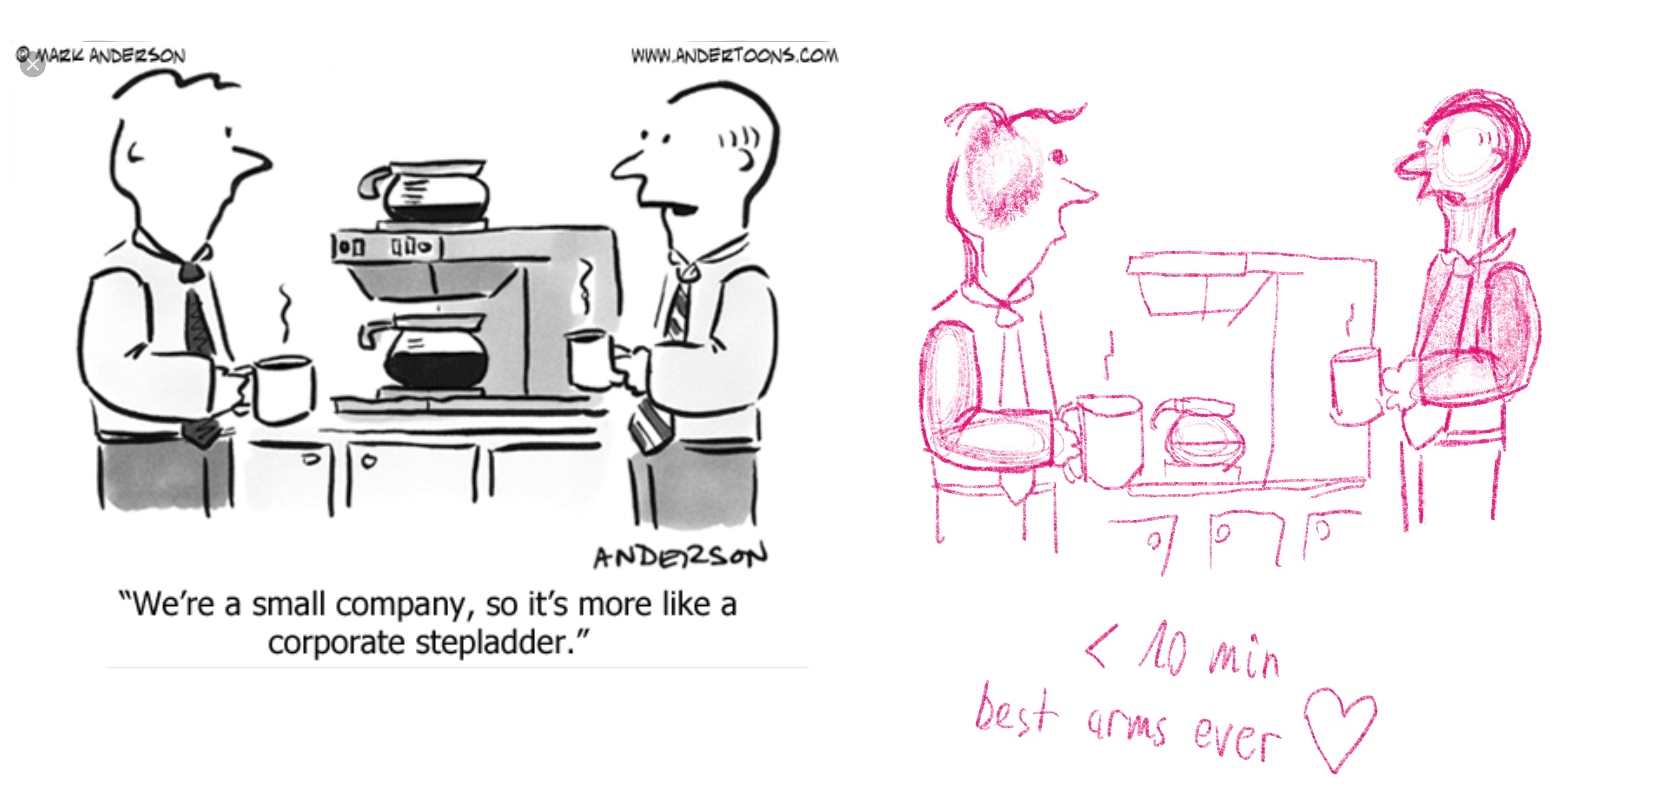 © MARK ANDERSON
WWW.ANDERTOONS.COM
ANDERSON
“We’re a small company, so it’s more like a
corporate stepladder.”
< 10 min
best arms ever ♡